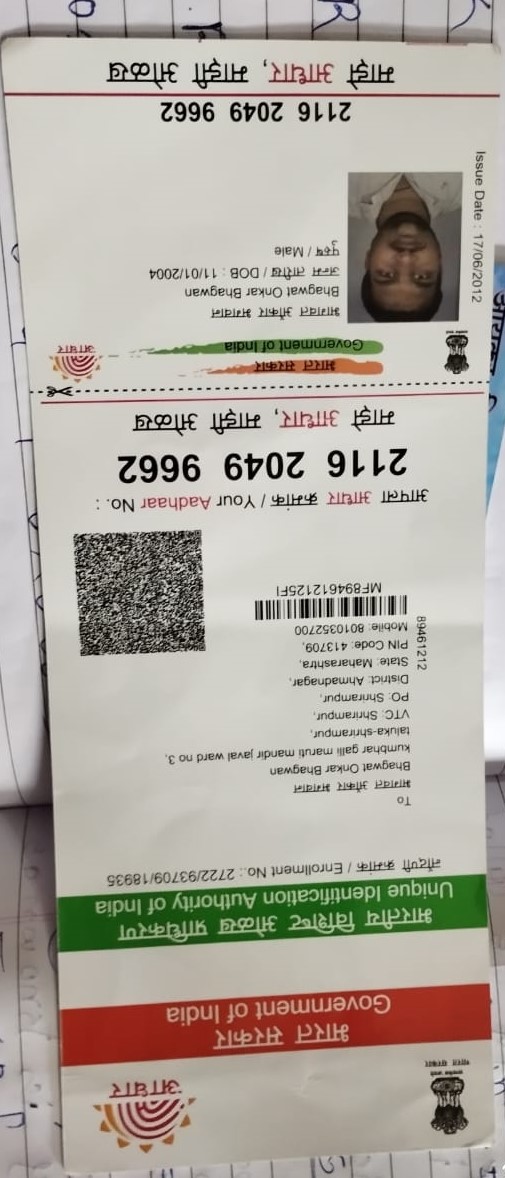 आधार
सत्यमेव जयते
भारत सरकार
भारत सरकार
Government of India
भारतीय विशिष्ट ओळख प्राधिकरण
Unique Identification Authority of India
नोंदणी क्रमांक / Enrollment No.: 2722/93709/18935
To
भागवत ओंकार भगवान
Bhagwat Onkar Bhagwan
kumbhar galli maruti mandir javal ward no 3,
taluka-shrirampur,
VTC: Shrirampur,
PO: Shrirampur,
District: Ahmadnagar,
State: Maharashtra,
PIN Code: 413709,
Mobile: 8010352700
89461212
MF894612125FI
आपला आधार क्रमांक / Your Aadhaar No. :
2116 2049 9662
माझे आधार, माझी ओळख
भारत सरकार
Government of India
आधार
भागवत ओंकार भगवान
Bhagwat Onkar Bhagwan
जन्म तारीख / DOB : 11/01/2004
पुरुष / Male
Issue Date : 17/06/2012
2116 2049 9662
माझे आधार, माझी ओळख